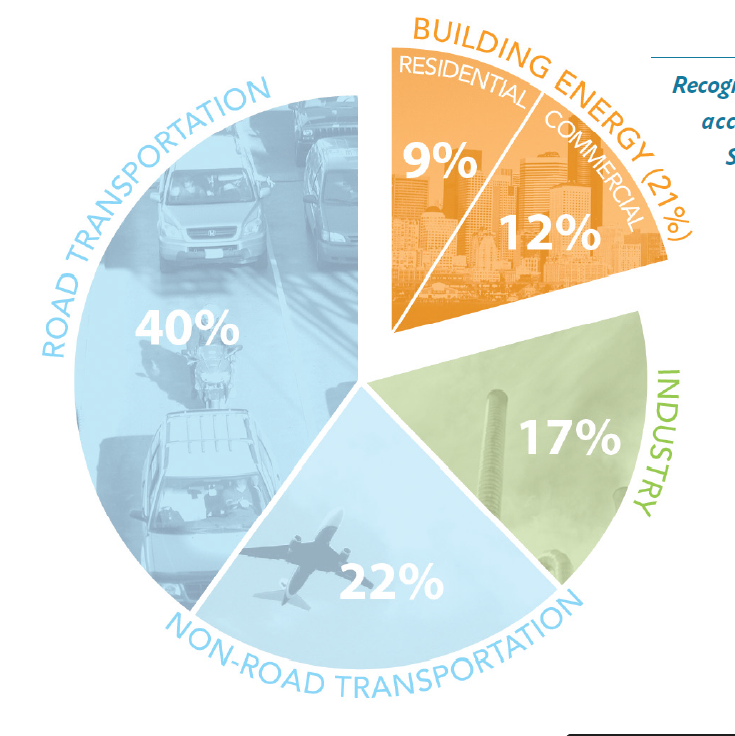 BUILDING ENERGY (21%)
RESIDENTIAL
9%
COMMERCIAL
12%
ROAD TRANSPORTATION
40%
INDUSTRY
17%
NON-ROAD TRANSPORTATION
22%